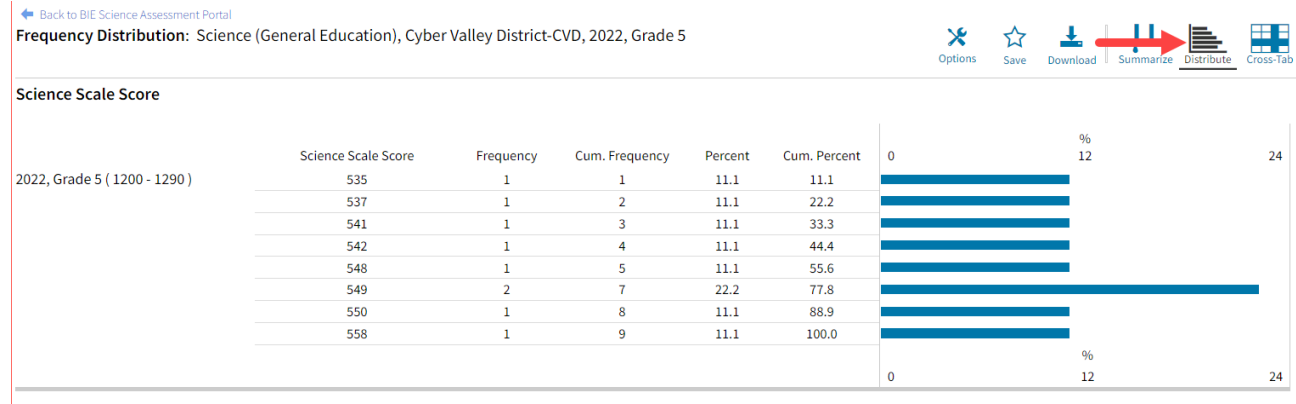 Back to BIE Science Assessment Portal
Frequency Distribution: Science (General Education), Cyber Valley District-CVD, 2022, Grade 5
Options Save Download Summarize Distribute Cross-Tab
Science Scale Score
%
Science Scale Score Frequency Cum. Frequency Percent Cum. Percent 0 12 24
2022, Grade 5 ( 1200 - 1290 ) 535 1 1 11.1 11.1
537 1 2 11.1 22.2
541 1 3 11.1 33.3
542 1 4 11.1 44.4
548 1 5 11.1 55.6
549 2 7 22.2 77.8
550 1 8 11.1 88.9
558 1 9 11.1 100.0
%
0 12 24